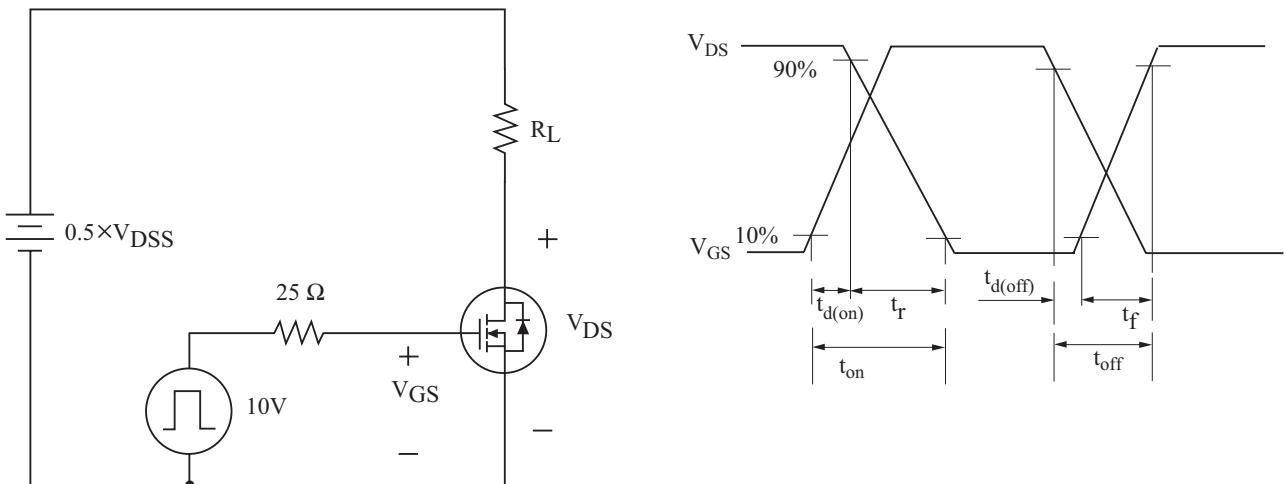 R_L
0.5×V_DSS
+
25 Ω
V_DS
+
V_GS
10V
−
−
V_DS
90%
V_GS
10%
t_d(on)
t_r
t_d(off)
t_f
t_on
t_off